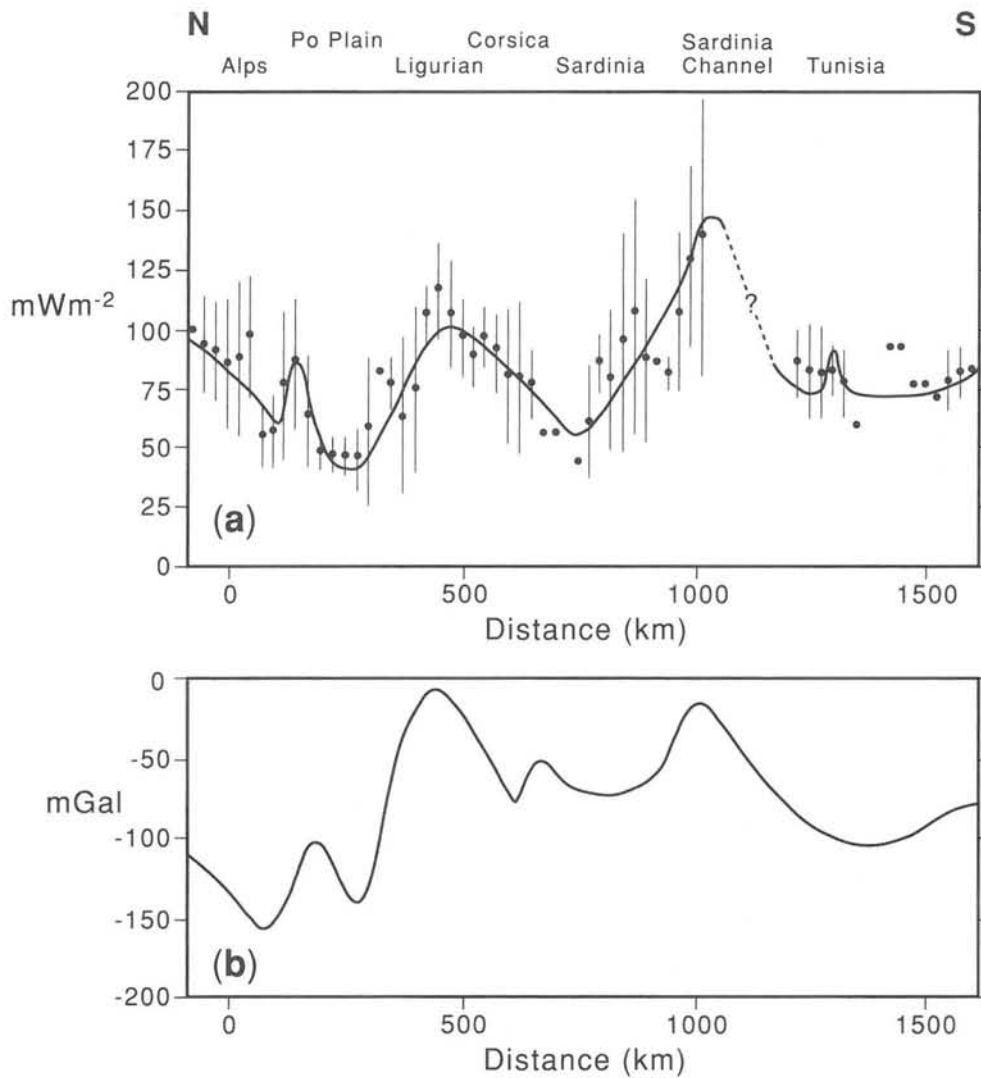 N S
Po Plain Corsica Sardinia
Alps Ligurian Sardinia Channel Tunisia
200
175
150
125
mWm-2
100
75
50
25
0
?
(a)
0 500 1000 1500
Distance (km)
0
-50
mGal
-100
-150
-200
(b)
0 500 1000 1500
Distance (km)